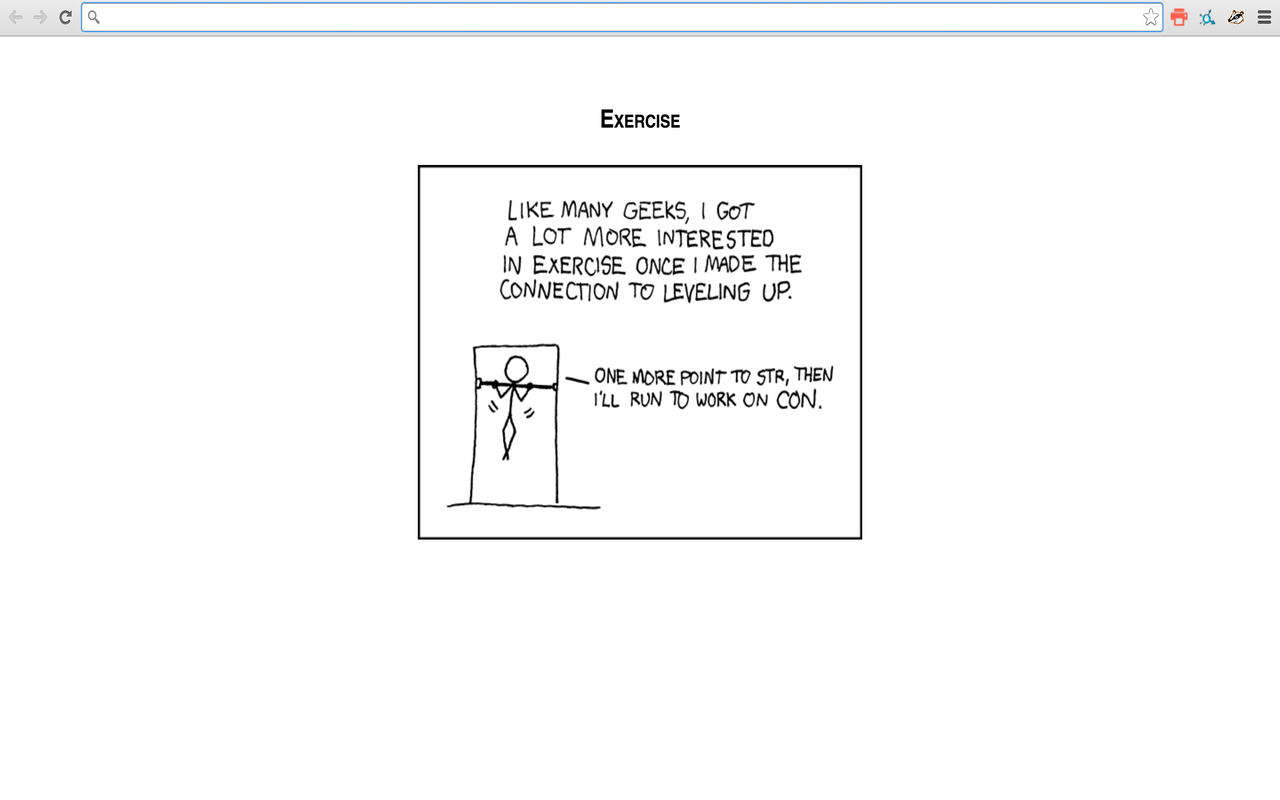 Exercise
LIKE MANY GEEKS, I GOT
A LOT MORE INTERESTED
IN EXERCISE ONCE I MADE THE
CONNECTION TO LEVELING UP.
ONE MORE POINT TO STR, THEN
I'LL RUN TO WORK ON CON.